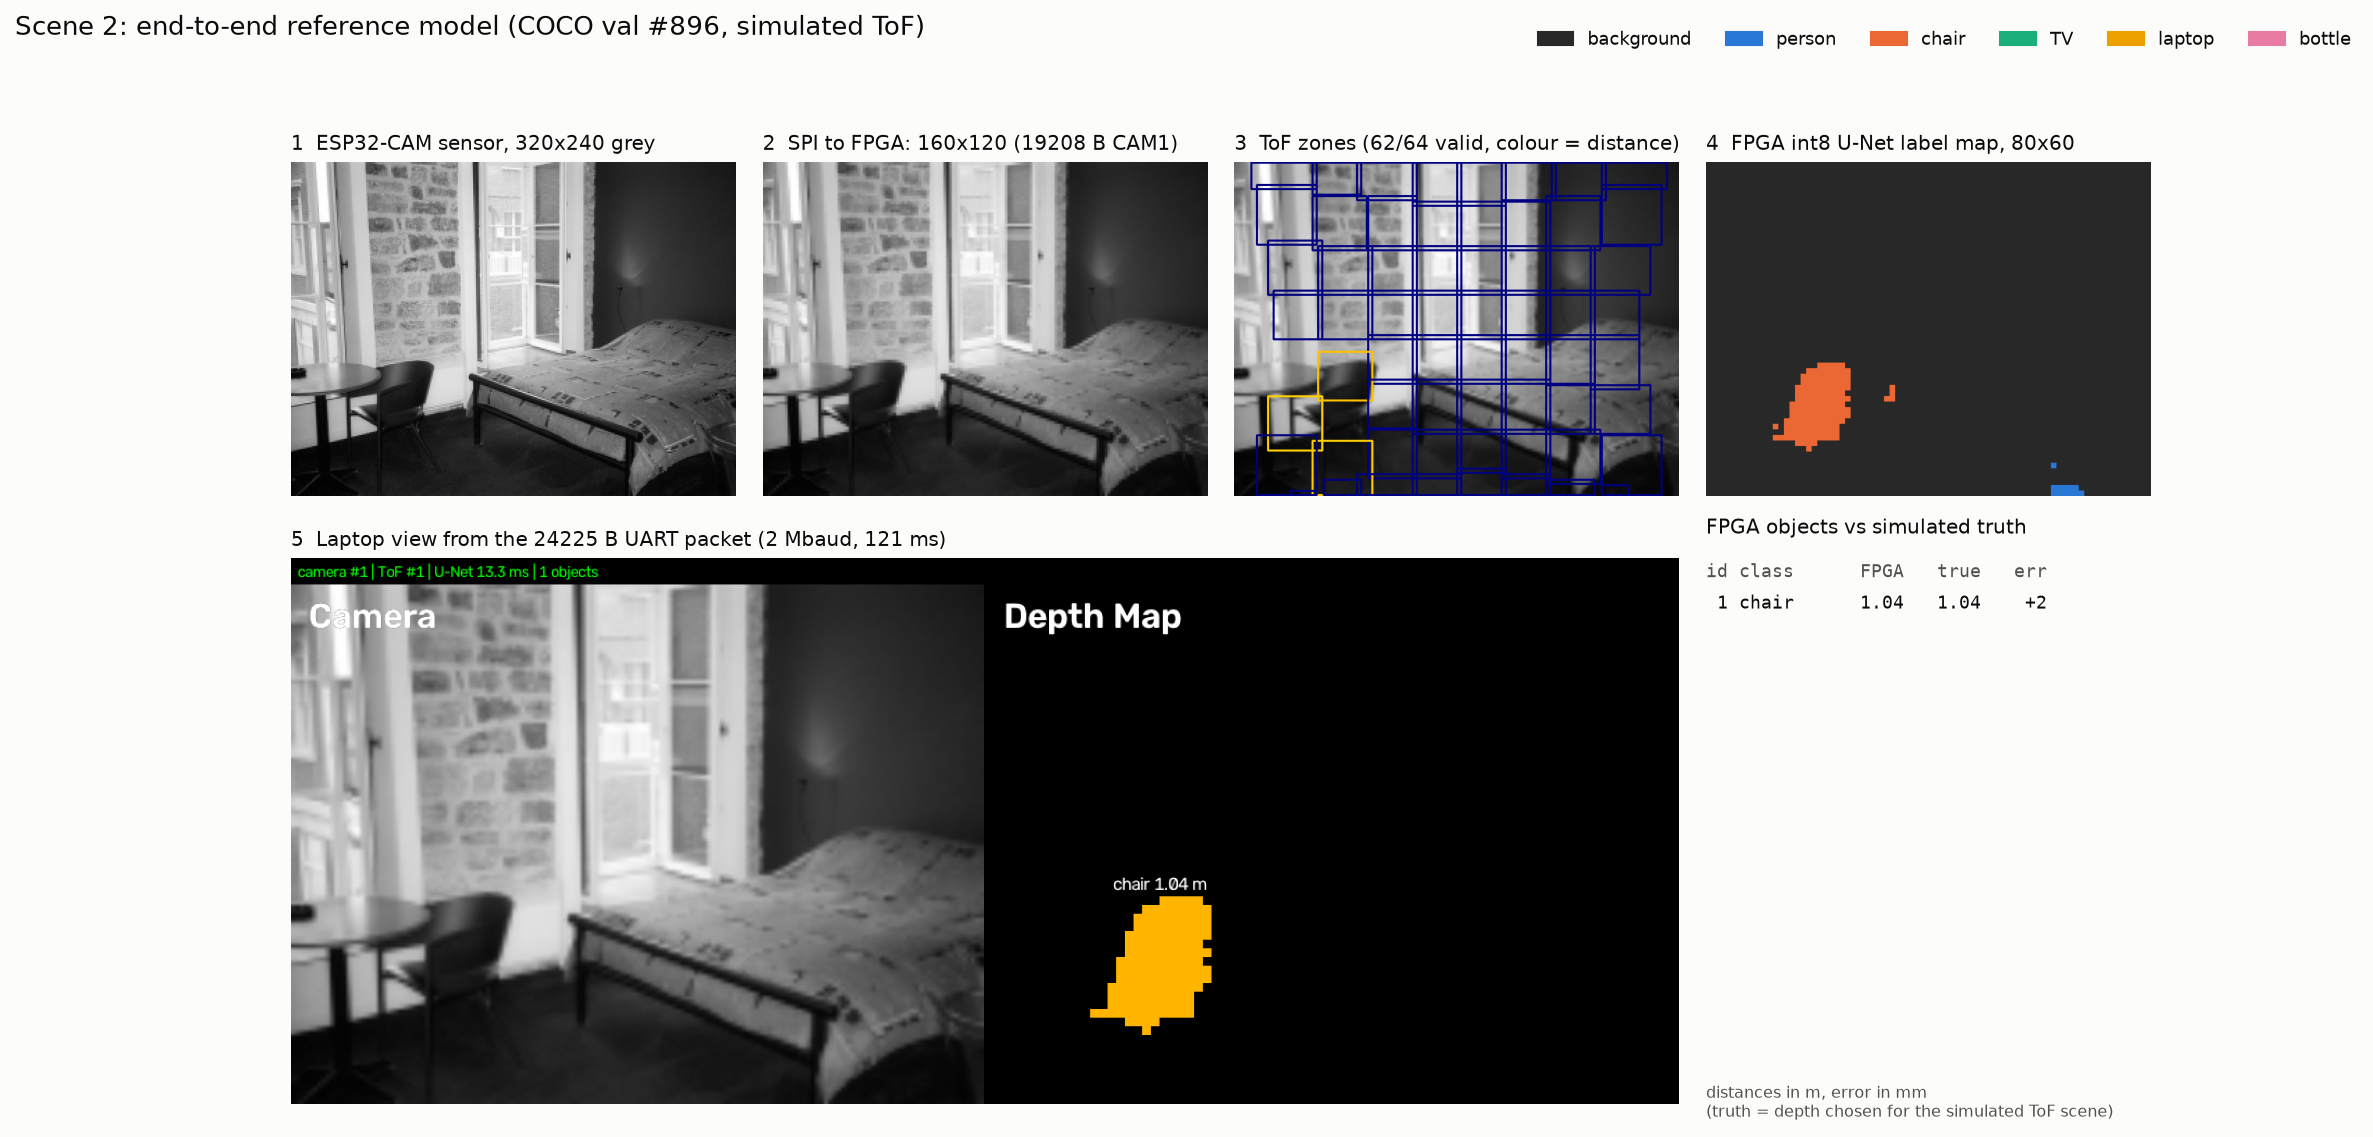 Scene 2: end-to-end reference model (COCO val #896, simulated ToF)
background person chair TV laptop bottle
1 ESP32-CAM sensor, 320x240 grey
2 SPI to FPGA: 160x120 (19208 B CAM1)
3 ToF zones (62/64 valid, colour = distance)
4 FPGA int8 U-Net label map, 80x60
5 Laptop view from the 24225 B UART packet (2 Mbaud, 121 ms)
camera #1 | ToF #1 | U-Net 13.3 ms | 1 objects
Camera
Depth Map
chair 1.04 m
FPGA objects vs simulated truth
id class FPGA true err
1 chair 1.04 1.04 +2
distances in m, error in mm
(truth = depth chosen for the simulated ToF scene)